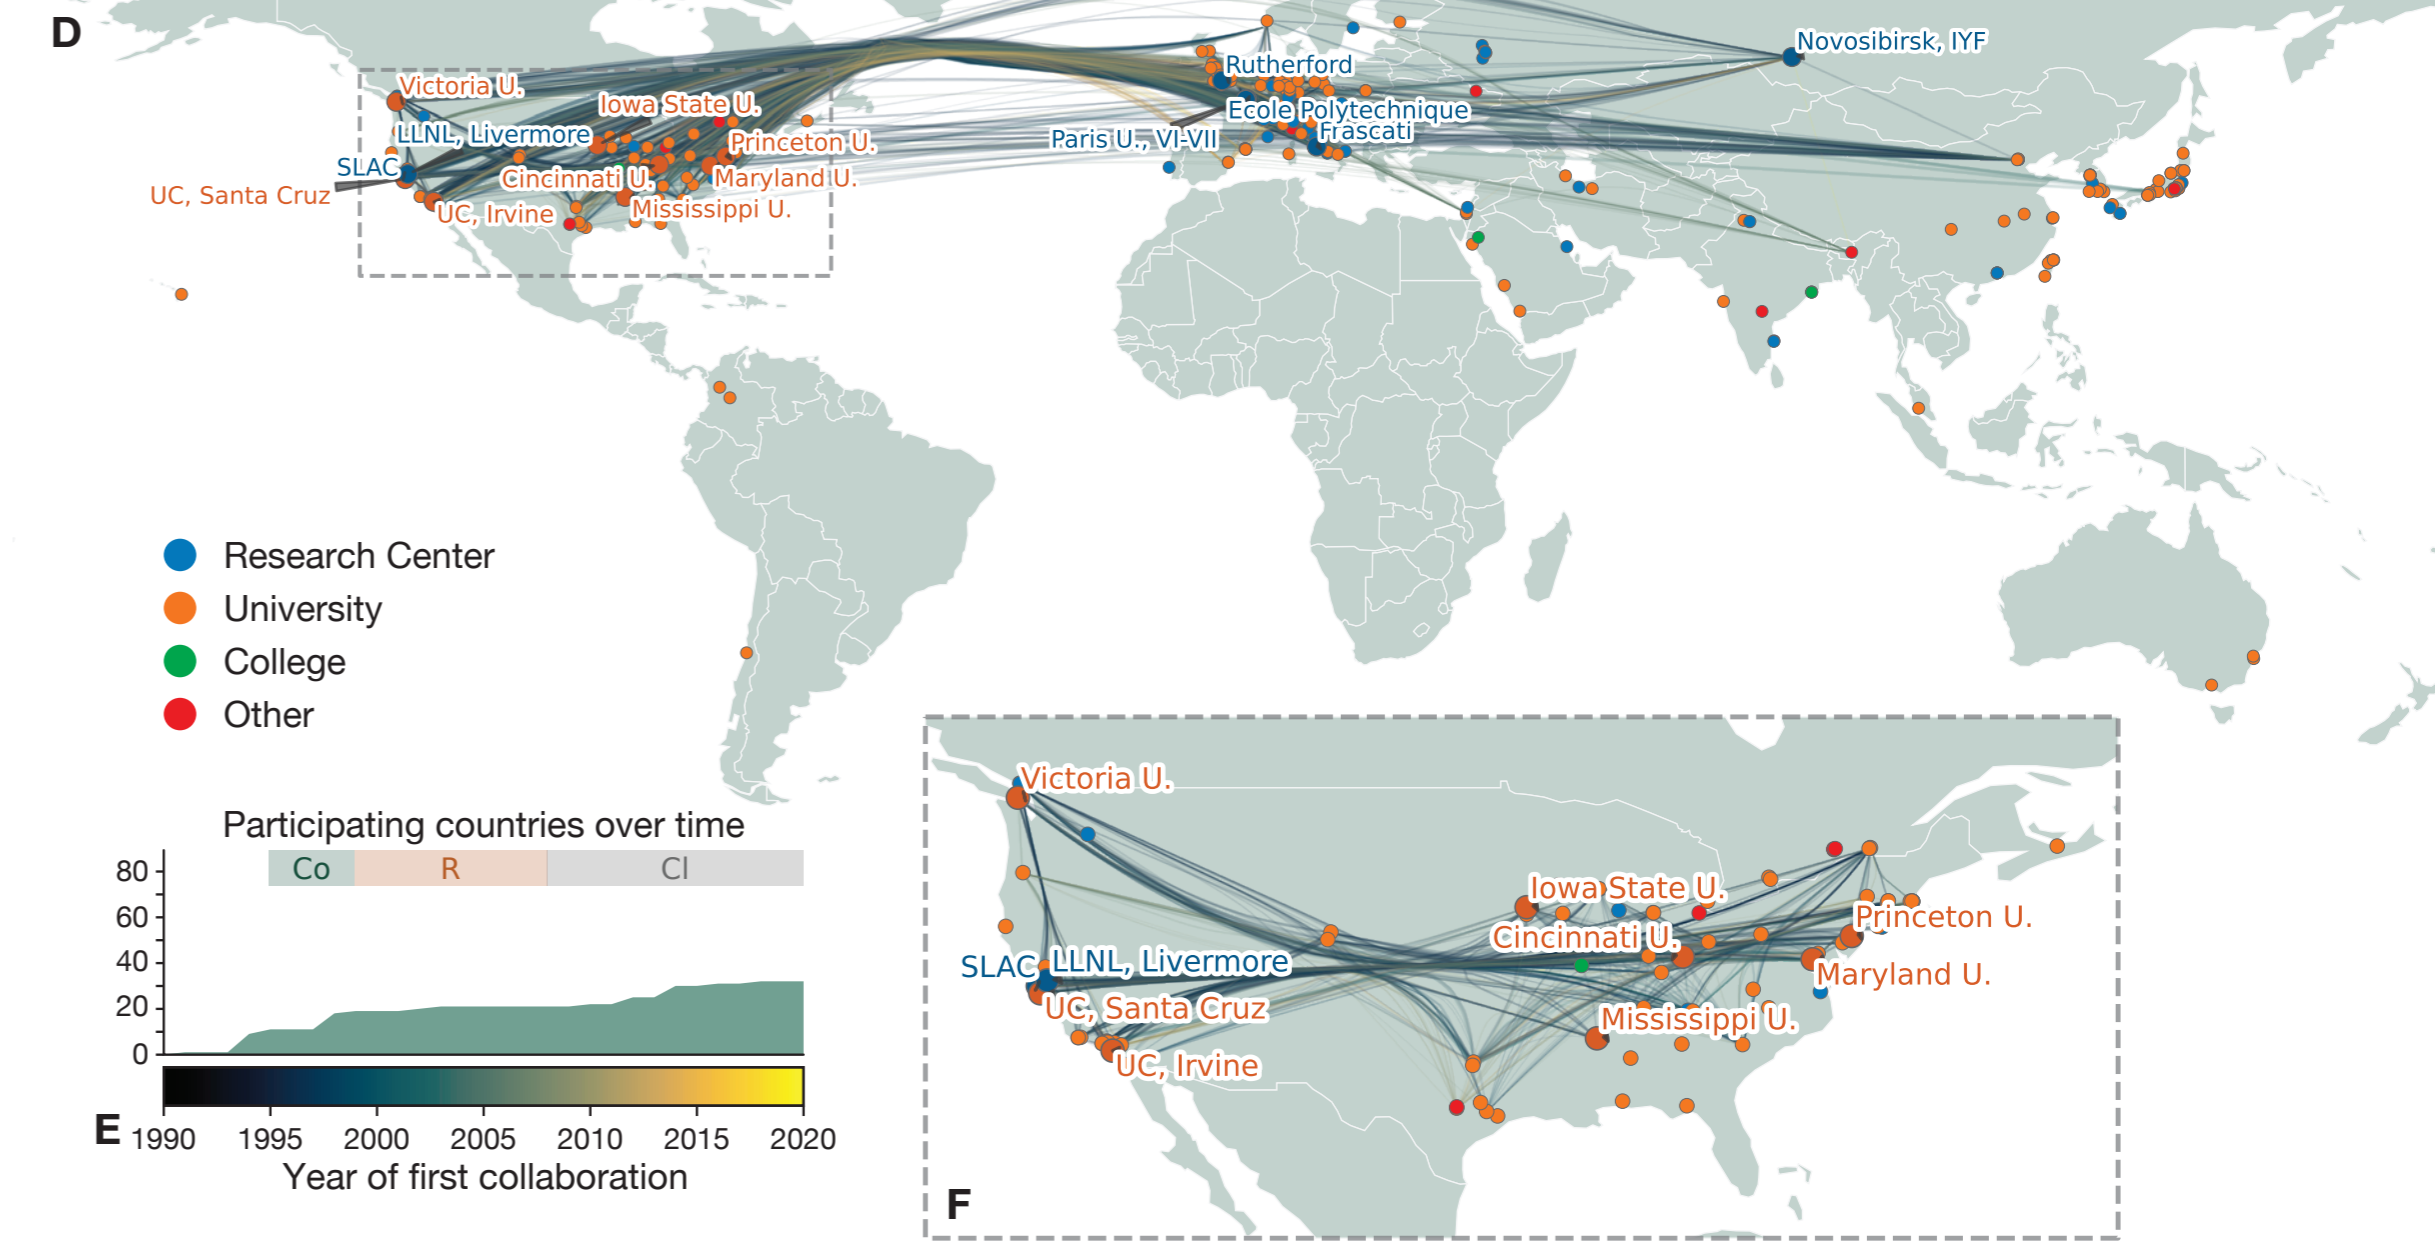 D
Novosibirsk, IYF
Rutherford
Victoria U.
Iowa State U.
Ecole Polytechnique
LLNL, Livermore
Frascati
Paris U., VI-VII
Princeton U.
SLAC
Cincinnati U.
Maryland U.
UC, Santa Cruz
UC, Irvine
Mississippi U.
Research Center
University
College
Other
Participating countries over time
Co R Cl
80
60
40
20
0
E
1990 1995 2000 2005 2010 2015 2020
Year of first collaboration
Victoria U.
Iowa State U.
Princeton U.
Cincinnati U.
SLAC
LLNL, Livermore
Maryland U.
UC, Santa Cruz
Mississippi U.
UC, Irvine
F